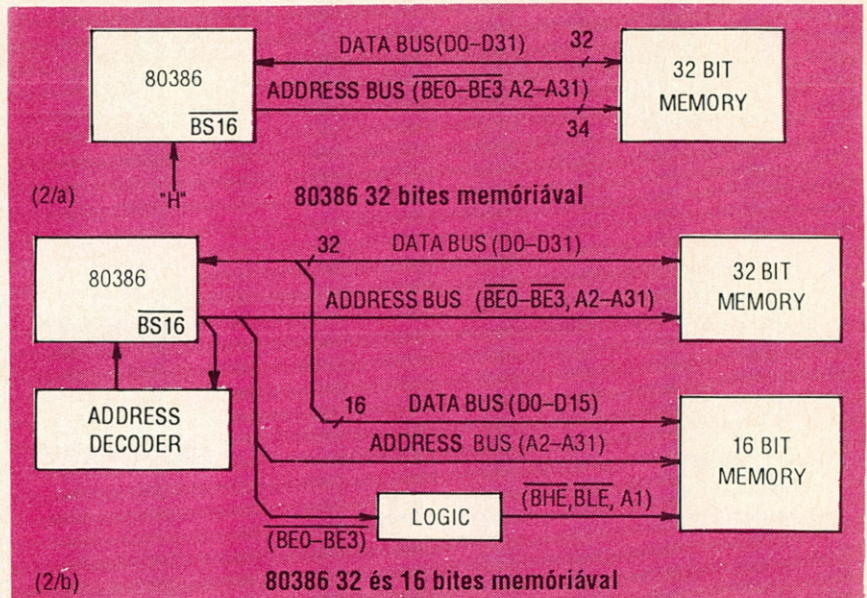 DATA BUS(D0–D31) 32
80386
32 BIT
MEMORY
ADDRESS BUS (BE0–BE3 A2–A31)
34
BS16
"H"
(2/a) 80386 32 bites memóriával
32 DATA BUS (D0–D31)
80386
32 BIT
MEMORY
ADDRESS BUS (BE0–BE3, A2–A31)
BS16
ADDRESS
DECODER
16 DATA BUS (D0–D15)
ADDRESS BUS (A2–A31)
16 BIT
MEMORY
LOGIC
(BHE, BLE, A1)
(BE0–BE3)
(2/b) 80386 32 és 16 bites memóriával